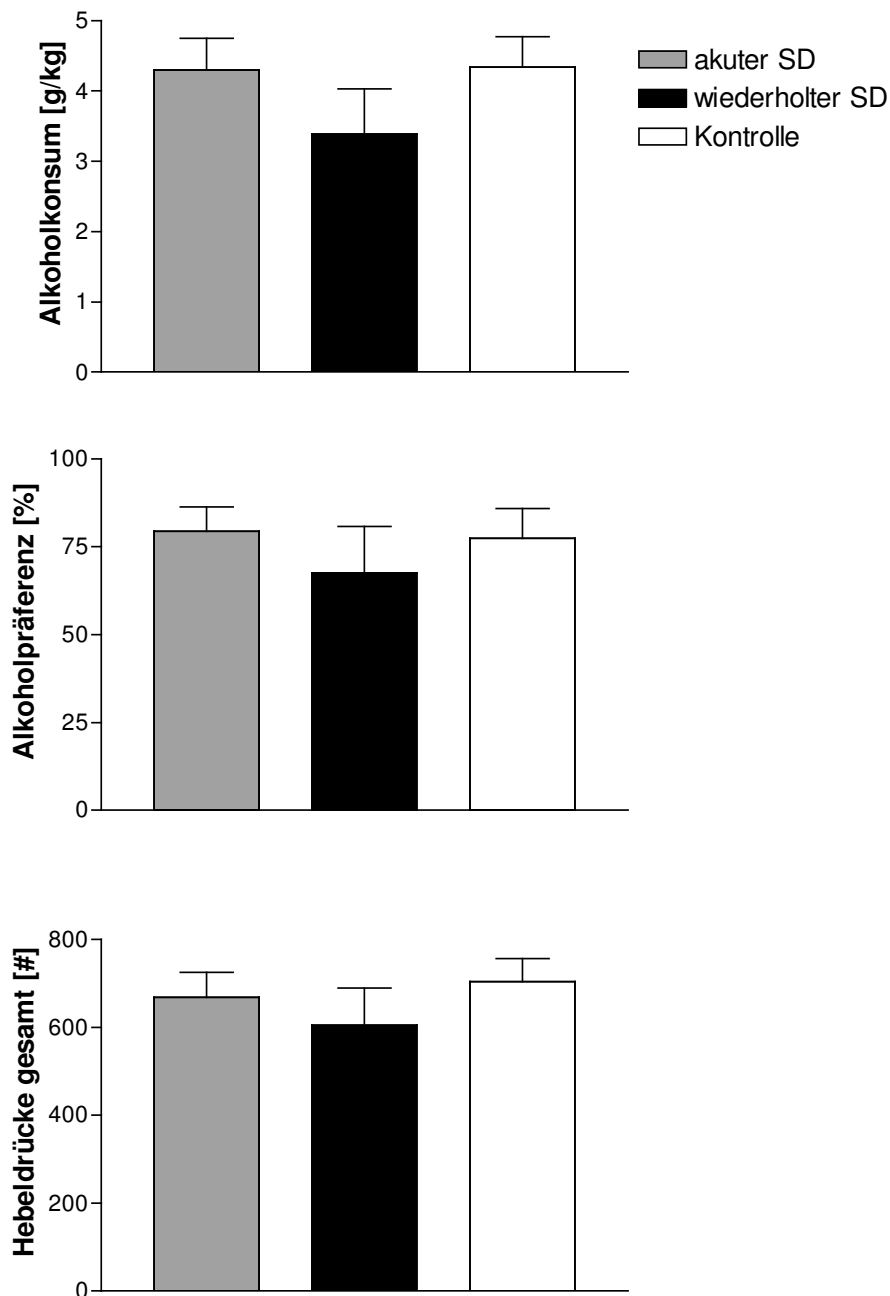 Alkoholkonsum [g/kg]
5
4
3
2
1
0
akuter SD
wiederholter SD
Kontrolle
Alkoholpräferenz [%]
100
75
50
25
0
Hebeldrücke gesamt [#]
800
600
400
200
0